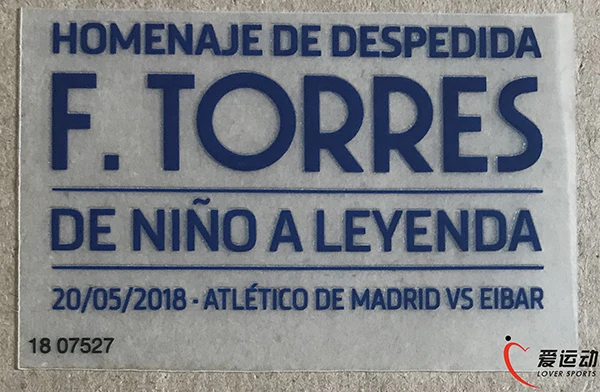 HOMENAJE DE DESPEDIDA
F. TORRES
DE NIÑO A LEYENDA
20/05/2018 · ATLÉTICO DE MADRID VS EIBAR
18 07527
爱运动
LOVER SPORTS